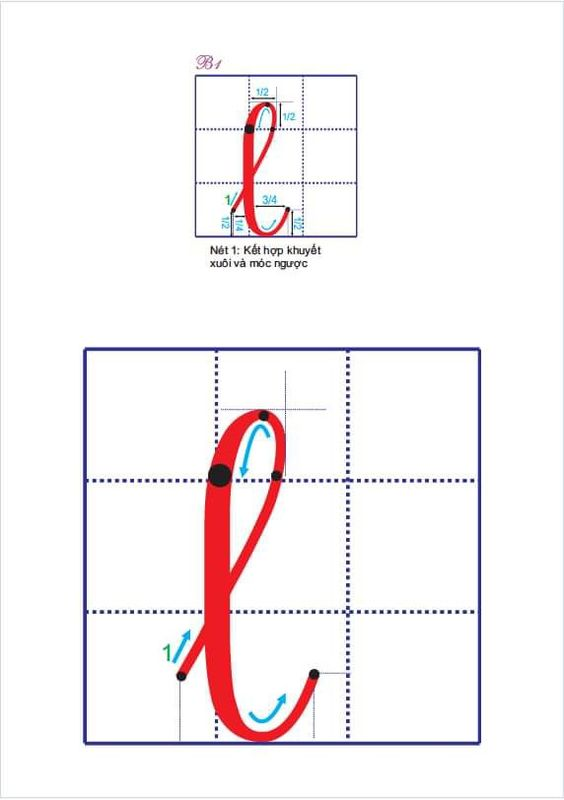 B1
1/2
1/2
1
3/4
1/2
1/4
1/2
Nét 1: Kết hợp khuyết
xuôi và móc ngược
1